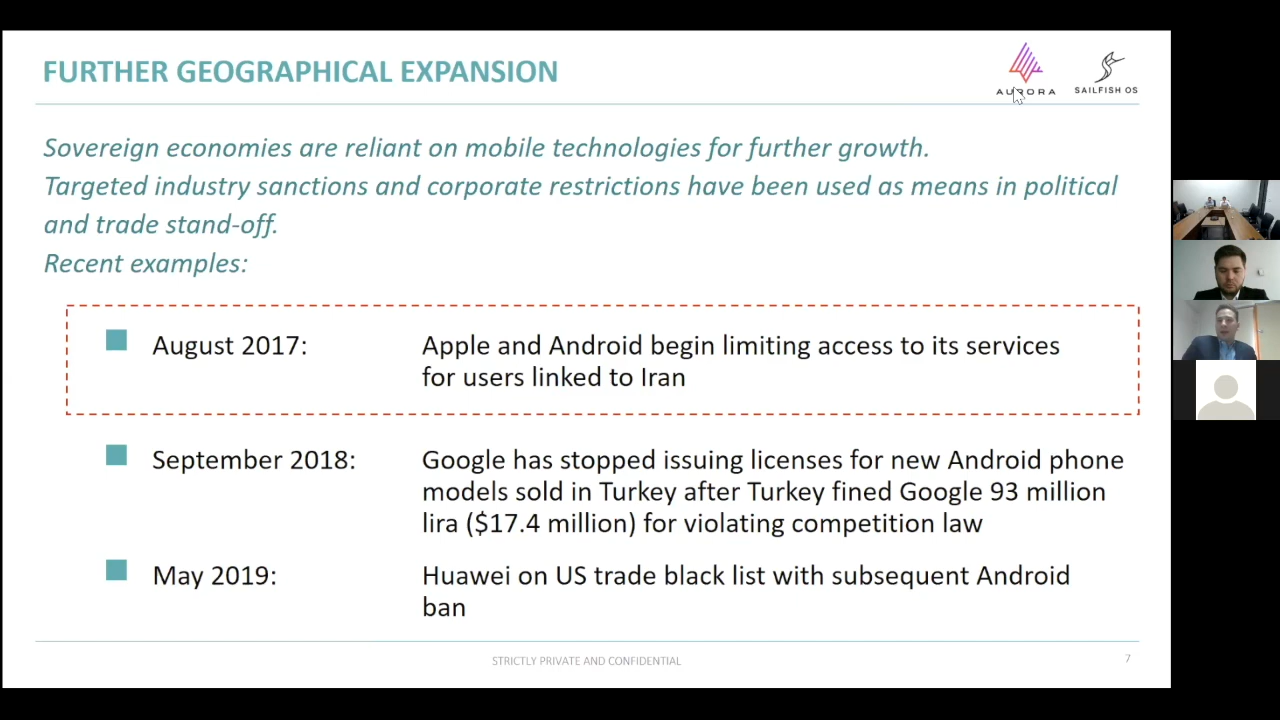 FURTHER GEOGRAPHICAL EXPANSION
AURORA
SAILFISH OS
Sovereign economies are reliant on mobile technologies for further growth.
Targeted industry sanctions and corporate restrictions have been used as means in political
and trade stand-off.
Recent examples:
August 2017:
Apple and Android begin limiting access to its services
for users linked to Iran
September 2018:
Google has stopped issuing licenses for new Android phone
models sold in Turkey after Turkey fined Google 93 million
lira ($17.4 million) for violating competition law
May 2019:
Huawei on US trade black list with subsequent Android
ban
STRICTLY PRIVATE AND CONFIDENTIAL
7